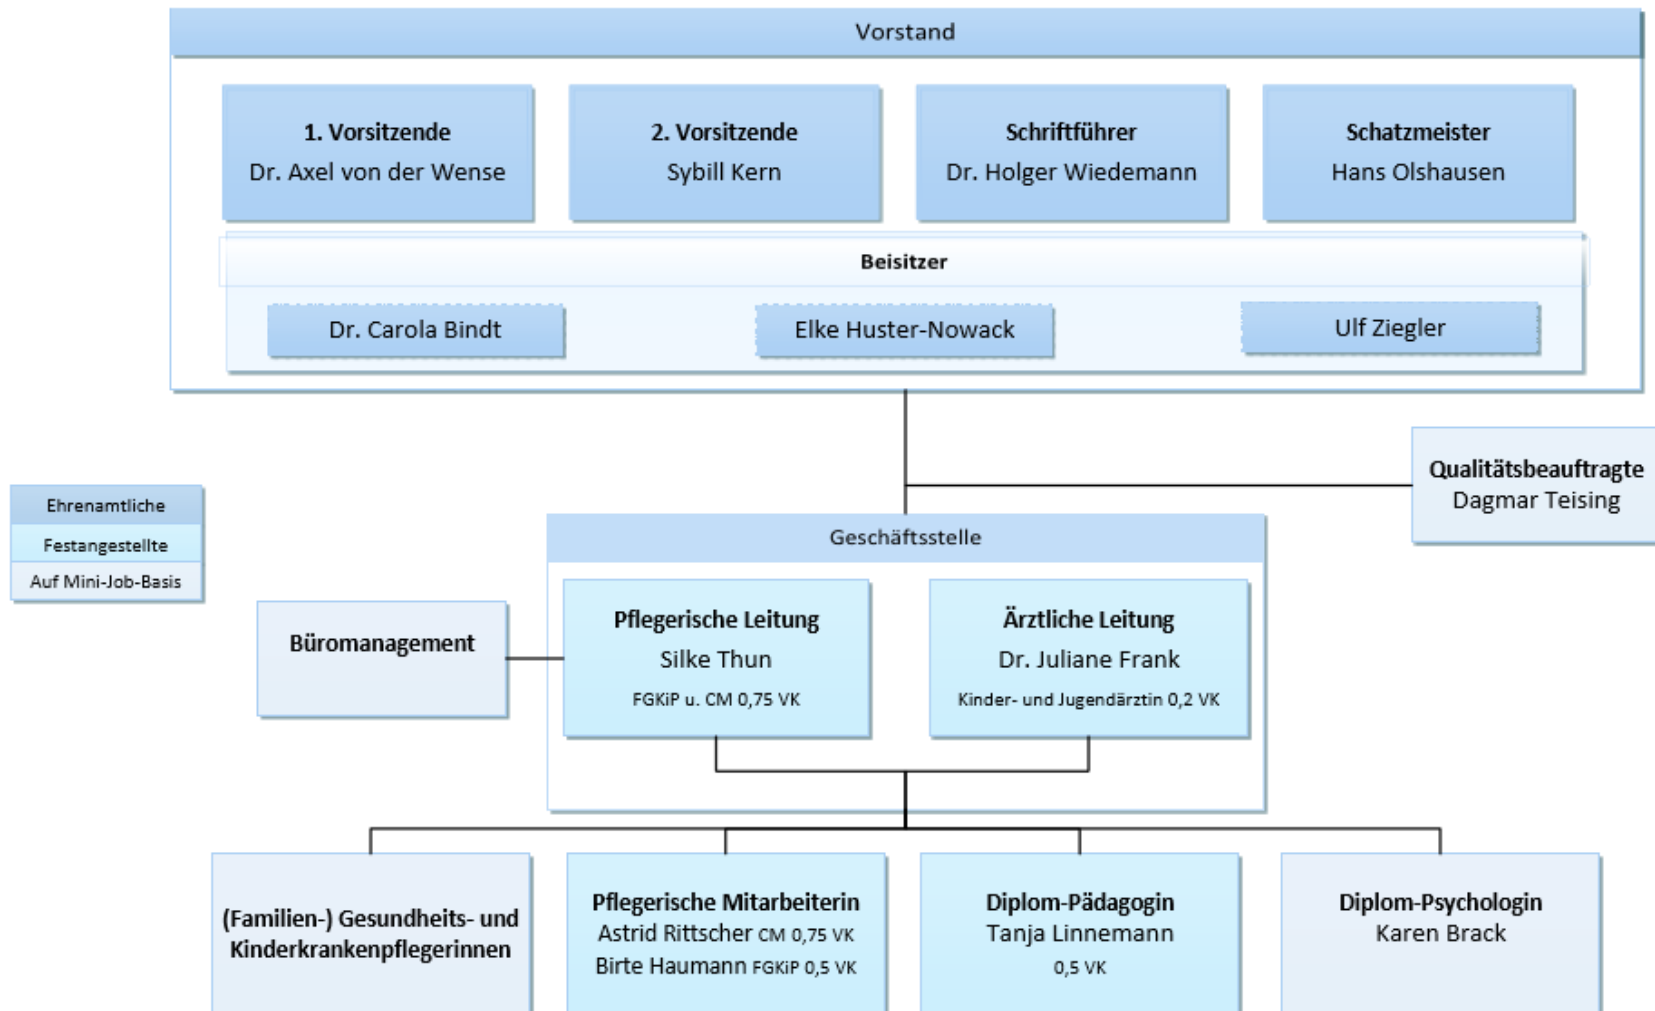 Vorstand
1. Vorsitzende
Dr. Axel von der Wense
2. Vorsitzende
Sybill Kern
Schriftführer
Dr. Holger Wiedemann
Schatzmeister
Hans Olshausen
Beisitzer
Dr. Carola Bindt
Elke Huster-Nowack
Ulf Ziegler
Qualitätsbeauftragte
Dagmar Teising
Ehrenamtliche
Festangestellte
Auf Mini-Job-Basis
Geschäftsstelle
Büromanagement
Pflegerische Leitung
Silke Thun
FGKiP u. CM 0,75 VK
Ärztliche Leitung
Dr. Juliane Frank
Kinder- und Jugendärztin 0,2 VK
(Familien-) Gesundheits- und
Kinderkrankenpflegerinnen
Pflegerische Mitarbeiterin
Astrid Rittscher CM 0,75 VK
Birte Haumann FGKiP 0,5 VK
Diplom-Pädagogin
Tanja Linnemann
0,5 VK
Diplom-Psychologin
Karen Brack